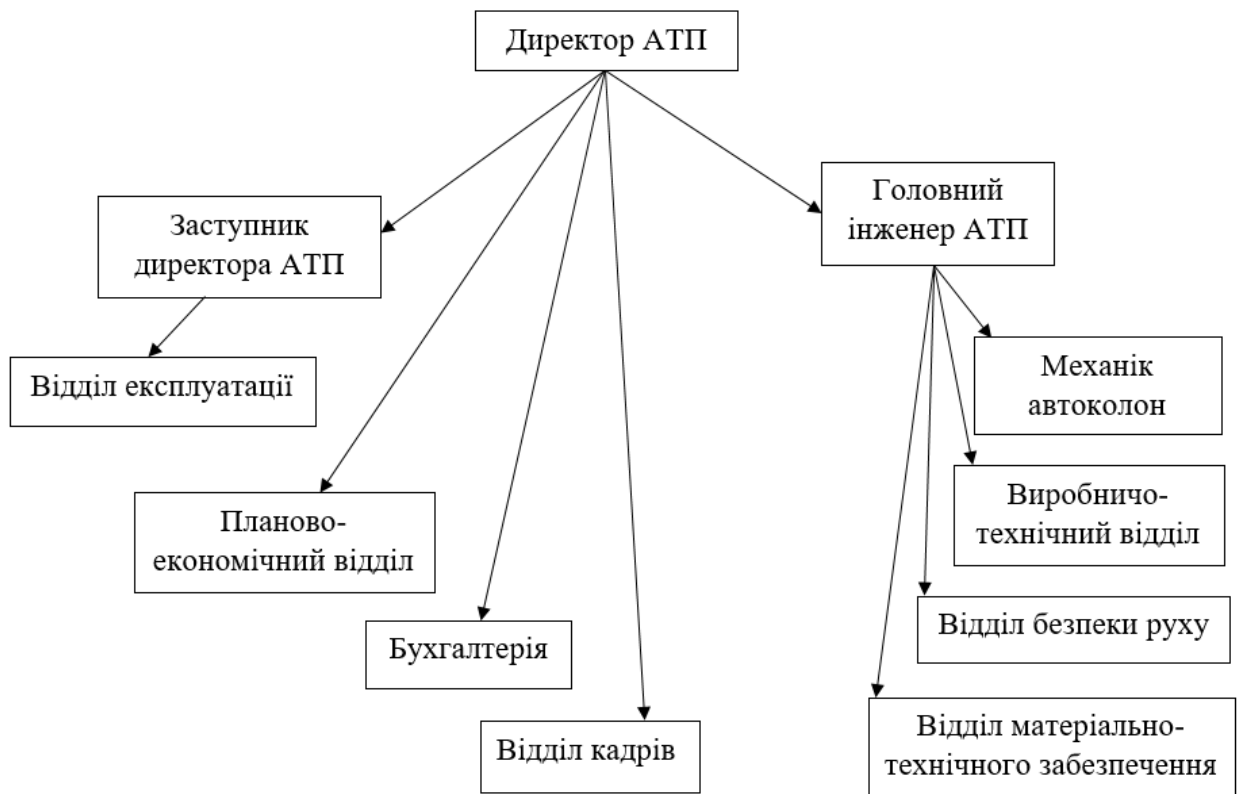 Директор АТП
Головний
інженер АТП
Заступник
директора АТП
Механік
автоколон
Відділ експлуатації
Виробничо-
технічний відділ
Планово-
економічний відділ
Відділ безпеки руху
Бухгалтерія
Відділ кадрів
Відділ матеріально-
технічного забезпечення